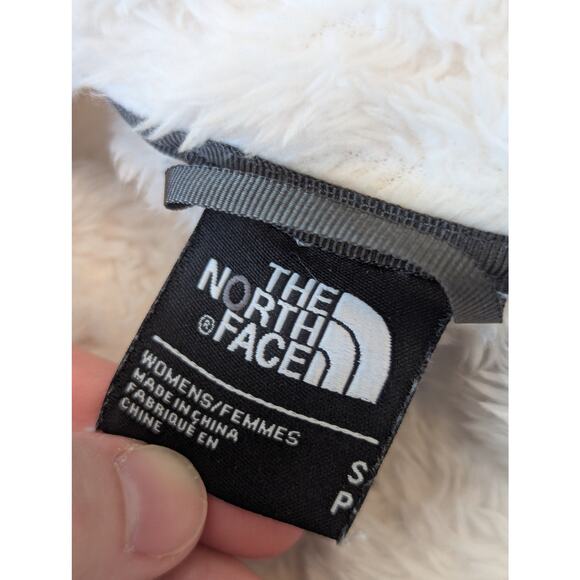 THE
NORTH
FACE
®
WOMENS/FEMMES
MADE IN CHINA
FABRIQUÉ EN
CHINE
S
P